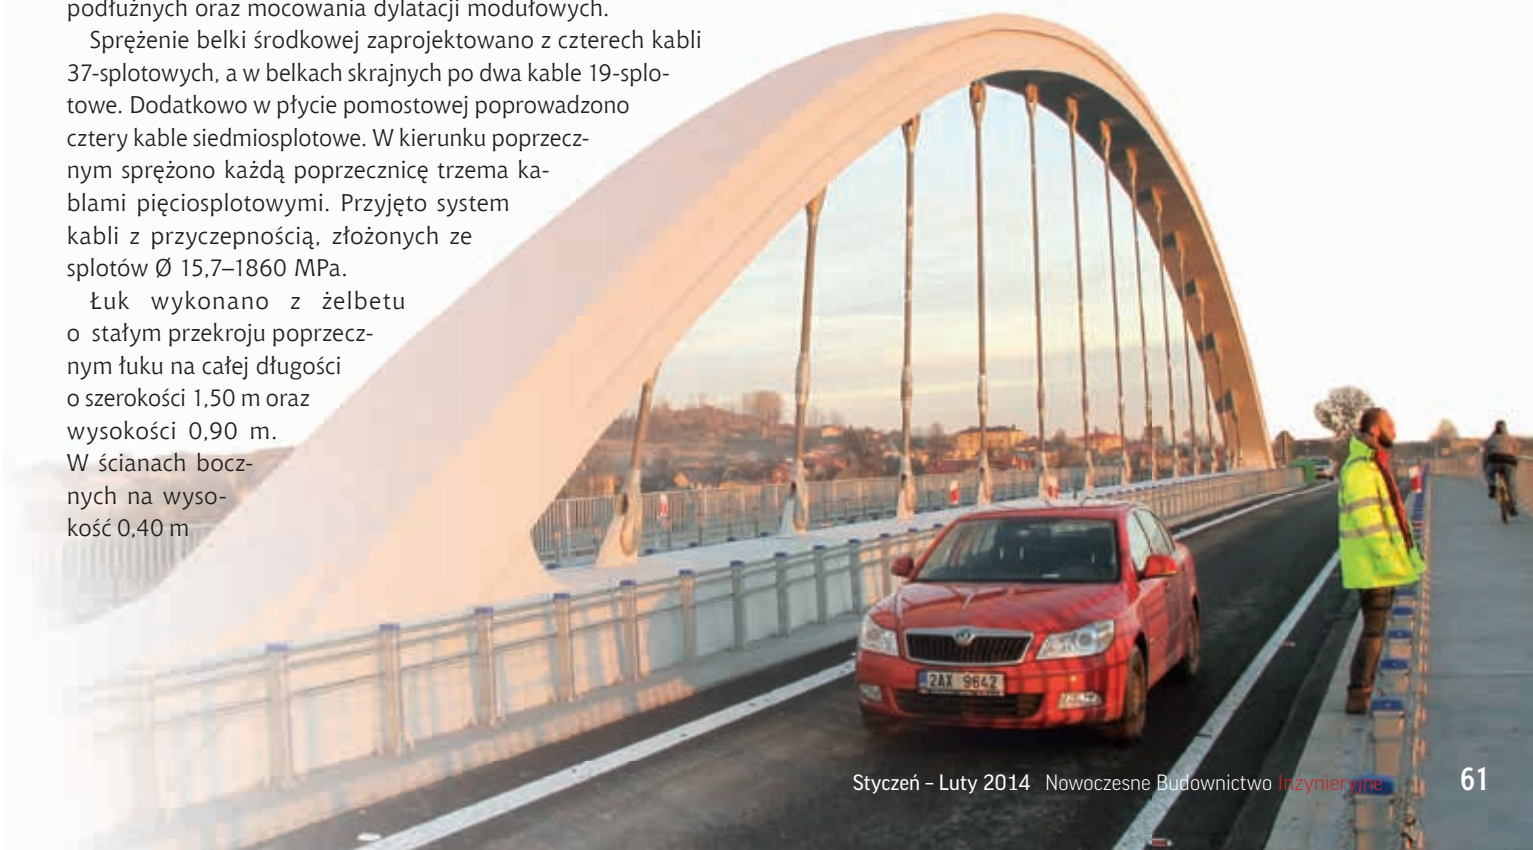 podłużnych oraz mocowania dylatacji modułowych.
Sprężenie belki środkowej zaprojektowano z czterech kabli
37-splotowych, a w belkach skrajnych po dwa kable 19-splo-
towe. Dodatkowo w płycie pomostowej poprowadzono
cztery kable siedmiosplotowe. W kierunku poprzecz-
nym sprężono każdą poprzecznicę trzema ka-
blami pięciosplotowymi. Przyjęto system
kabli z przyczepnością, złożonych ze
splotów Ø 15,7–1860 MPa.
Łuk wykonano z żelbetu
o stałym przekroju poprzecz-
nym łuku na całej długości
o szerokości 1,50 m oraz
wysokości 0,90 m.
W ścianach bocz-
nych na wyso-
kość 0,40 m
2AX 9642
Styczeń – Luty 2014 Nowoczesne Budownictwo Inżynieryjne 61